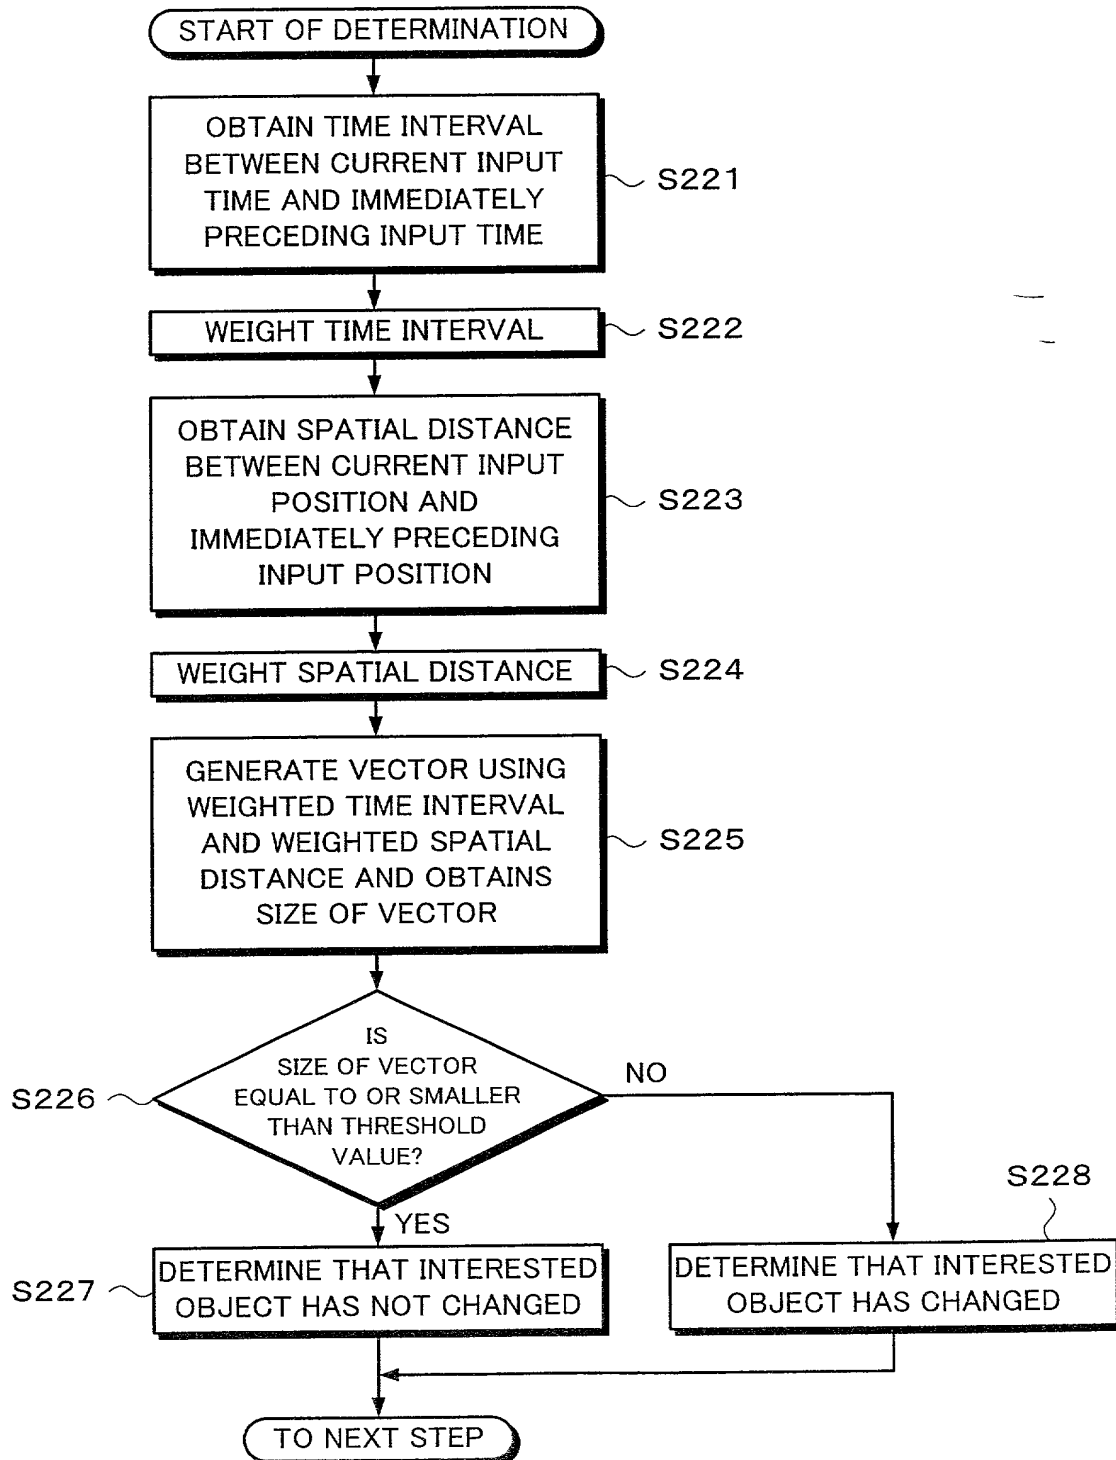 START OF DETERMINATION
OBTAIN TIME INTERVAL
BETWEEN CURRENT INPUT
TIME AND IMMEDIATELY
PRECEDING INPUT TIME
S221
WEIGHT TIME INTERVAL
S222
OBTAIN SPATIAL DISTANCE
BETWEEN CURRENT INPUT
POSITION AND
IMMEDIATELY PRECEDING
INPUT POSITION
S223
WEIGHT SPATIAL DISTANCE
S224
GENERATE VECTOR USING
WEIGHTED TIME INTERVAL
AND WEIGHTED SPATIAL
DISTANCE AND OBTAINS
SIZE OF VECTOR
S225
IS
SIZE OF VECTOR
EQUAL TO OR SMALLER
THAN THRESHOLD
VALUE?
S226
NO
YES
S228
DETERMINE THAT INTERESTED
OBJECT HAS NOT CHANGED
S227
DETERMINE THAT INTERESTED
OBJECT HAS CHANGED
TO NEXT STEP